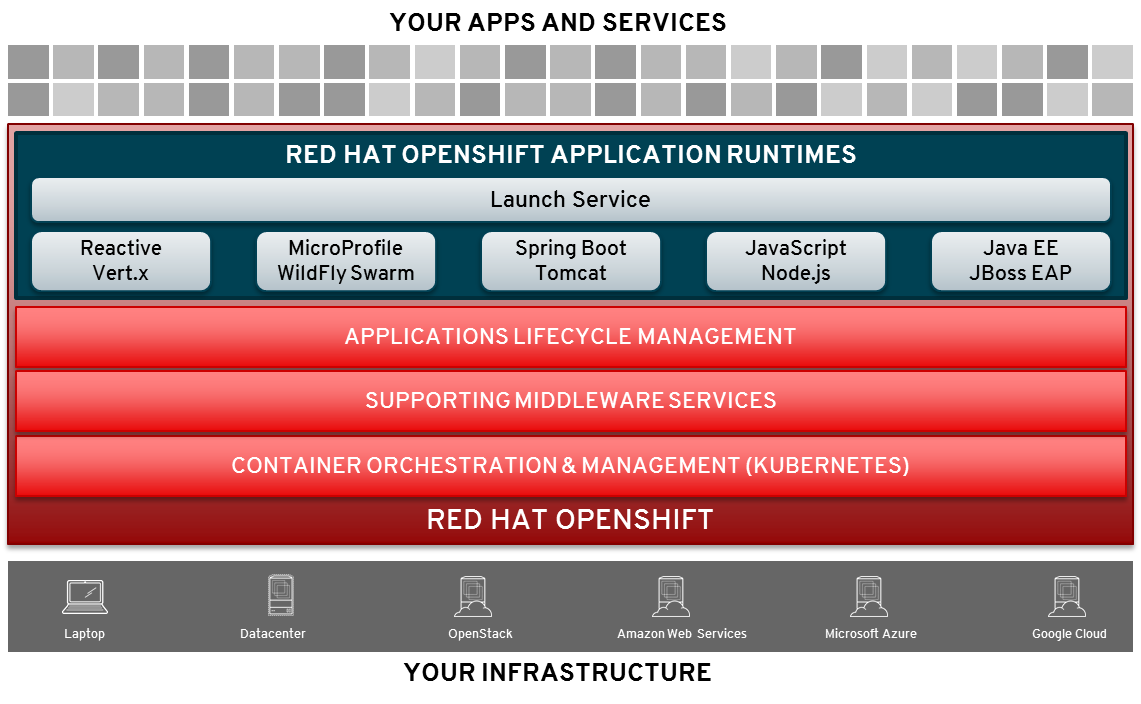 YOUR APPS AND SERVICES
RED HAT OPENSHIFT APPLICATION RUNTIMES
Launch Service
Reactive
Vert.x
MicroProfile
WildFly Swarm
Spring Boot
Tomcat
JavaScript
Node.js
Java EE
JBoss EAP
APPLICATIONS LIFECYCLE MANAGEMENT
SUPPORTING MIDDLEWARE SERVICES
CONTAINER ORCHESTRATION & MANAGEMENT (KUBERNETES)
RED HAT OPENSHIFT
Laptop
Datacenter
OpenStack
Amazon Web Services
Microsoft Azure
Google Cloud
YOUR INFRASTRUCTURE